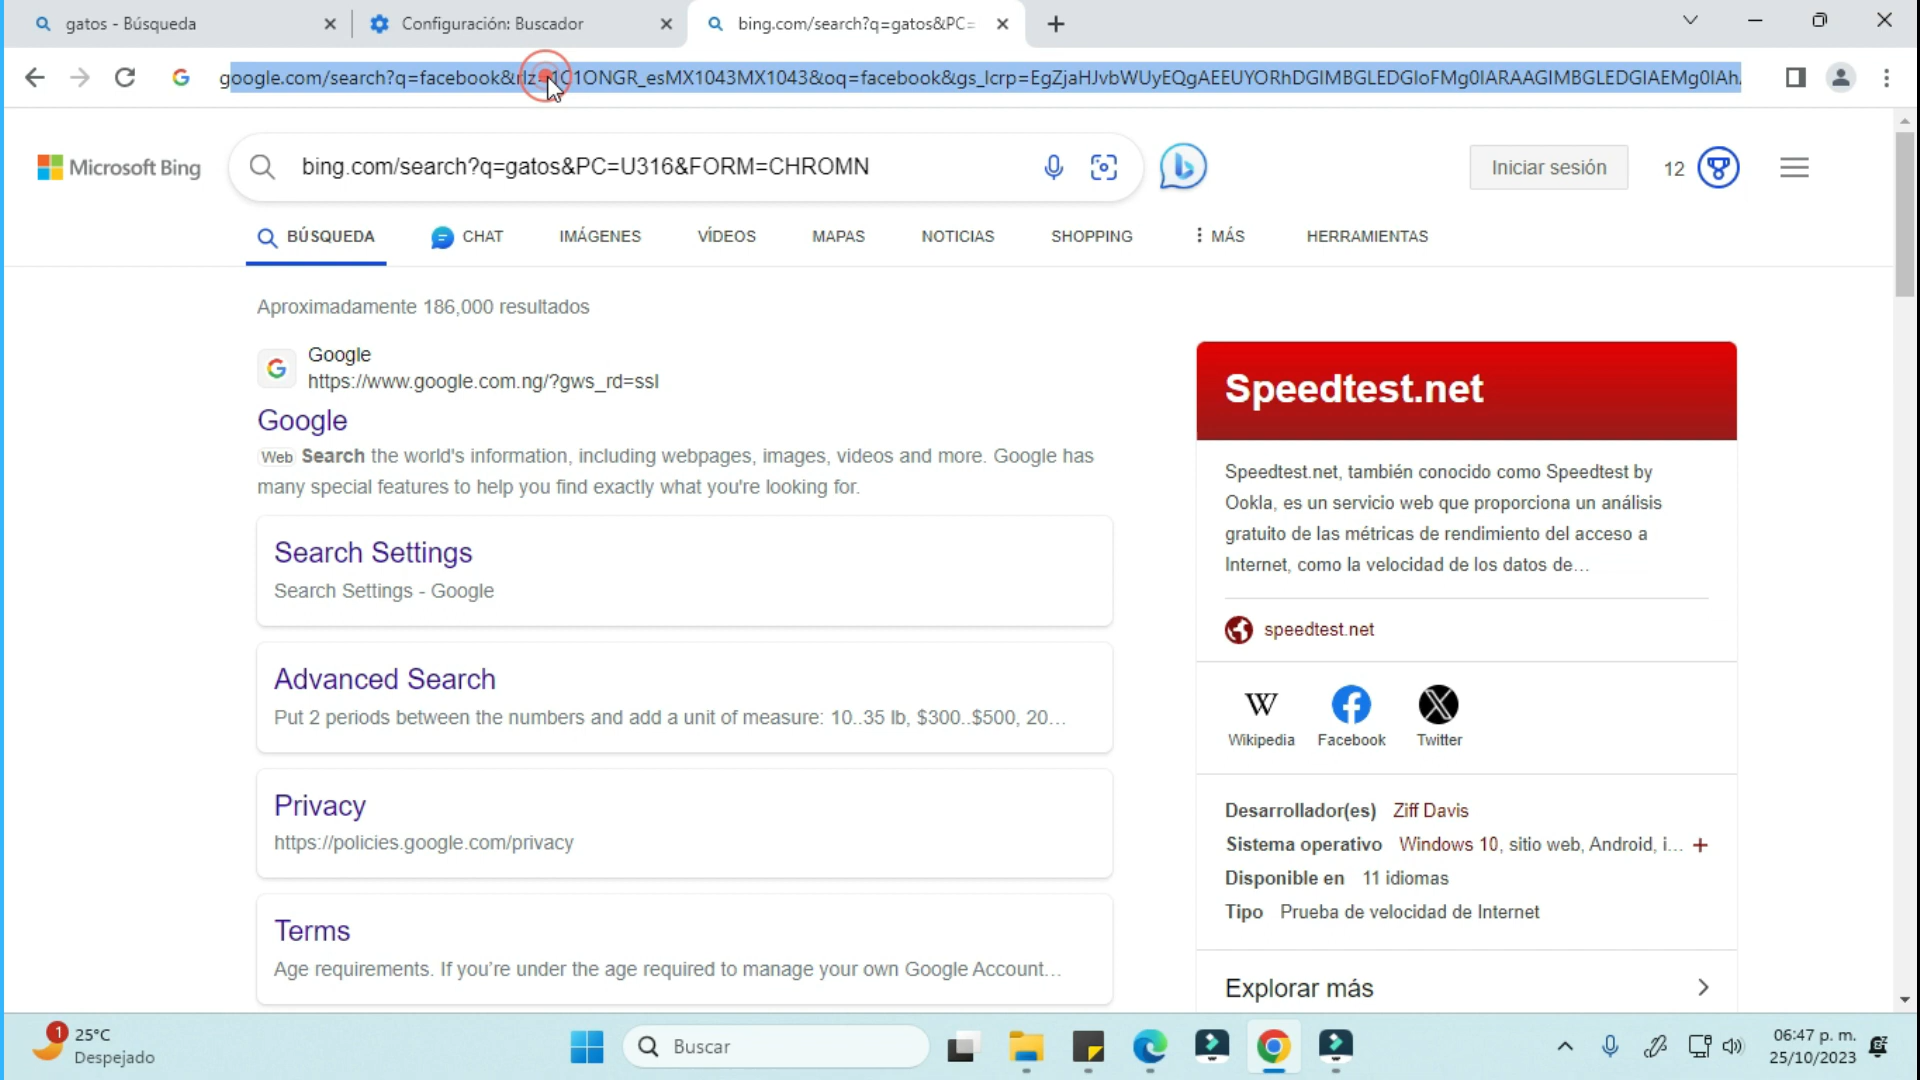 gatos - Búsqueda
Configuración: Buscador
bing.com/search?q=gatos&PC=
google.com/search?q=facebook&rlz=1C1ONGR_esMX1043MX1043&oq=facebook&gs_lcrp=EgZjaHJvbWUyEQgAEEUYORhDGIMBGLEDGIoFMg0IARAAGIMBGLEDGIAEMg0IAh
Microsoft Bing
bing.com/search?q=gatos&PC=U316&FORM=CHROMN
Iniciar sesión
12
BÚSQUEDA
CHAT
IMÁGENES
VÍDEOS
MAPAS
NOTICIAS
SHOPPING
MÁS
HERRAMIENTAS
Aproximadamente 186,000 resultados
Google
https://www.google.com.ng/?gws_rd=ssl
Google
Web Search the world's information, including webpages, images, videos and more. Google has
many special features to help you find exactly what you're looking for.
Search Settings
Search Settings - Google
Advanced Search
Put 2 periods between the numbers and add a unit of measure: 10..35 lb, $300..$500, 20...
Privacy
https://policies.google.com/privacy
Terms
Age requirements. If you're under the age required to manage your own Google Account...
Speedtest.net
Speedtest.net, también conocido como Speedtest by
Ookla, es un servicio web que proporciona un análisis
gratuito de las métricas de rendimiento del acceso a
Internet, como la velocidad de los datos de...
speedtest.net
W
Wikipedia
Facebook
Twitter
Desarrollador(es) Ziff Davis
Sistema operativo Windows 10, sitio web, Android, i... +
Disponible en 11 idiomas
Tipo Prueba de velocidad de Internet
Explorar más
1
25°C
Despejado
Buscar
06:47 p. m.
25/10/2023